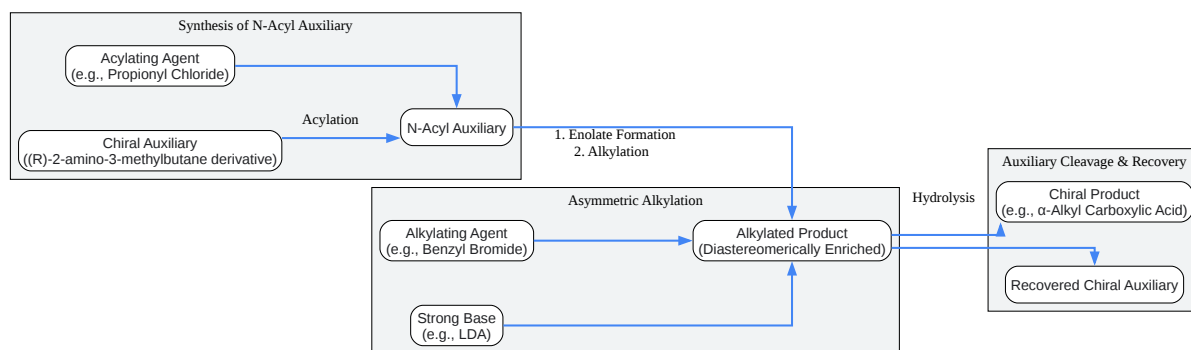 Synthesis of N-Acyl Auxiliary
Acylating Agent
(e.g., Propionyl Chloride)
Acylation
N-Acyl Auxiliary
Chiral Auxiliary
((R)-2-amino-3-methylbutane derivative)
1. Enolate Formation
2. Alkylation
Asymmetric Alkylation
Alkylating Agent
(e.g., Benzyl Bromide)
Alkylated Product
(Diastereomerically Enriched)
Strong Base
(e.g., LDA)
Hydrolysis
Auxiliary Cleavage & Recovery
Chiral Product
(e.g., α-Alkyl Carboxylic Acid)
Recovered Chiral Auxiliary